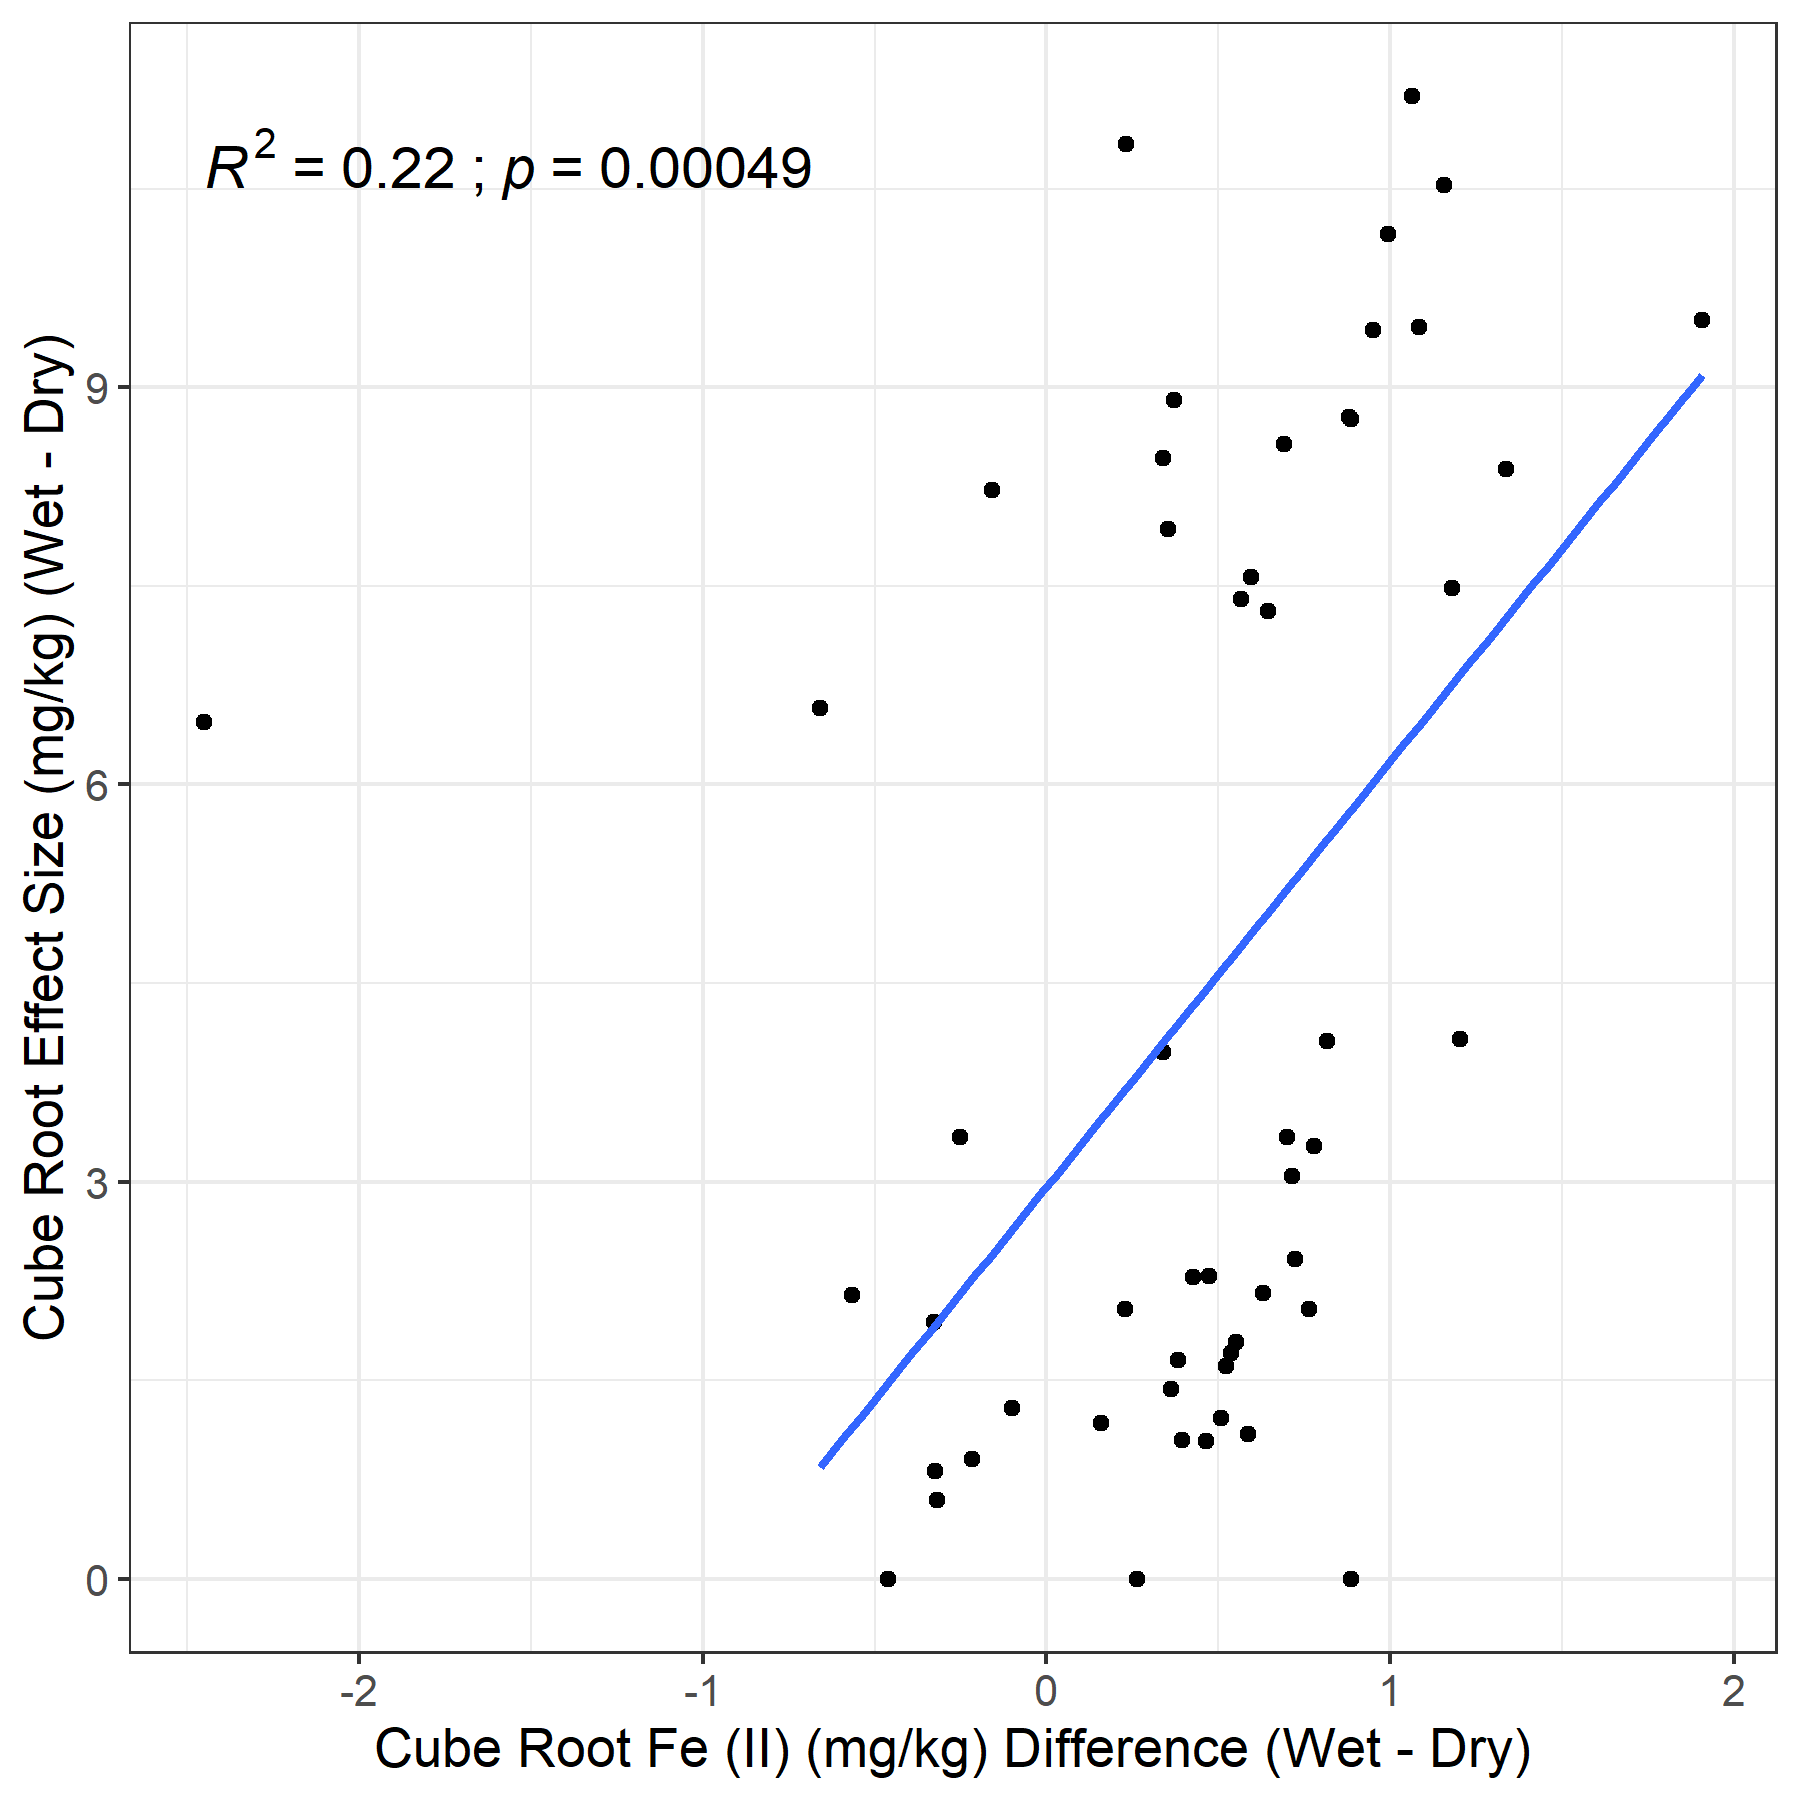 R² = 0.22 ; p = 0.00049
Cube Root Effect Size (mg/kg) (Wet - Dry)
9
6
3
0
-2 -1 0 1 2
Cube Root Fe (II) (mg/kg) Difference (Wet - Dry)